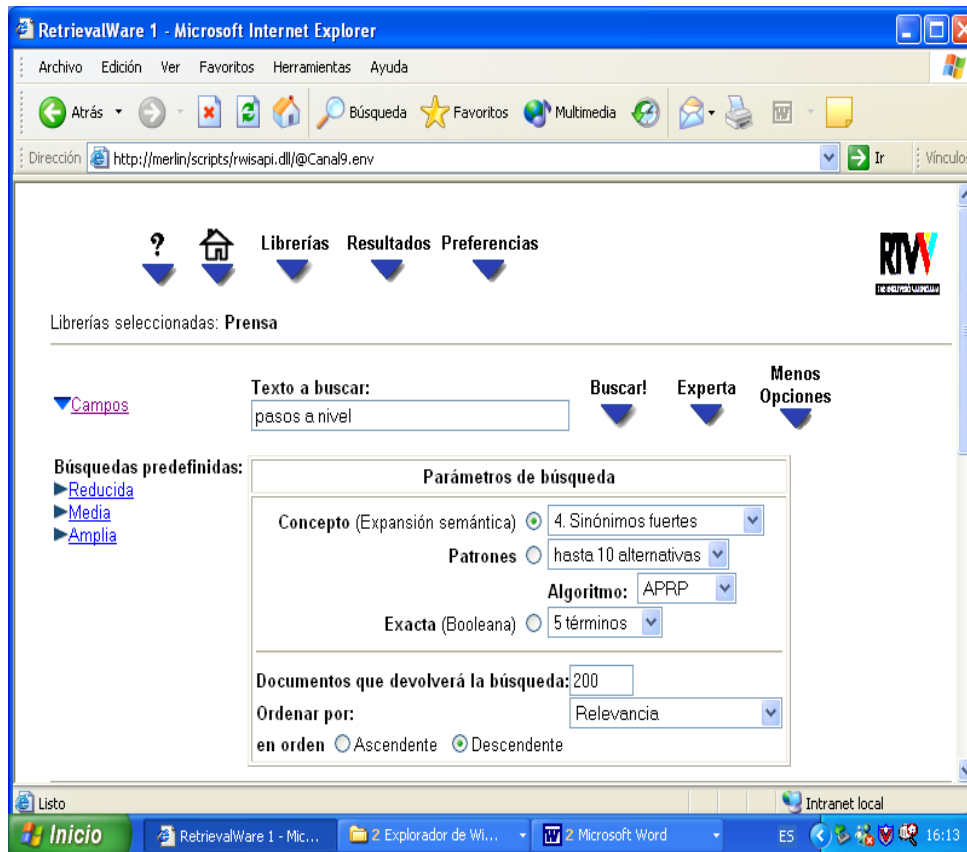 RetrievalWare 1 - Microsoft Internet Explorer
Archivo Edición Ver Favoritos Herramientas Ayuda
Atrás Búsqueda Favoritos Multimedia
Dirección http://merlin/scripts/rwisapi.dll/@Canal9.env Ir Vínculos
? Librerías Resultados Preferencias
RTVV
Librerías seleccionadas: Prensa
Campos
Texto a buscar:
pasos a nivel
Buscar! Experta Menos Opciones
Búsquedas predefinidas:
Reducida
Media
Amplia
Parámetros de búsqueda
Concepto (Expansión semántica) 4. Sinónimos fuertes
Patrones hasta 10 alternativas
Algoritmo: APRP
Exacta (Booleana) 5 términos
Documentos que devolverá la búsqueda: 200
Ordenar por: Relevancia
en orden Ascendente Descendente
Listo Intranet local
Inicio RetrievalWare 1 - Mic... 2 Explorador de Wi... 2 Microsoft Word ES 16:13